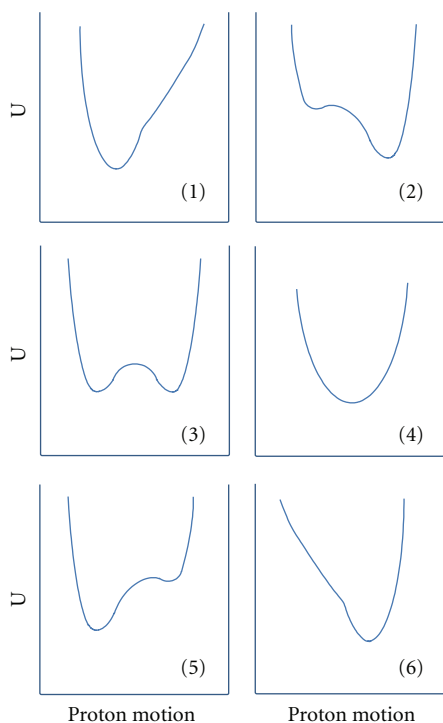 U
(1)
(2)
U
(3)
(4)
U
(5)
(6)
Proton motion
Proton motion